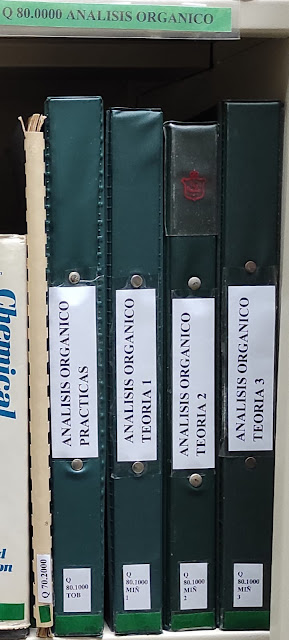 Q 80.0000 ANALISIS ORGANICO
Chemical
Q 70.2000
ANALISIS ORGANICO
PRACTICAS
Q
80.1000
TOB
ANALISIS ORGANICO
TEORIA 1
Q
80.1000
MIÑ
1
ANALISIS ORGANICO
TEORIA 2
Q
80.1000
MIÑ
2
ANALISIS ORGANICO
TEORIA 3
Q
80.1000
MIÑ
3